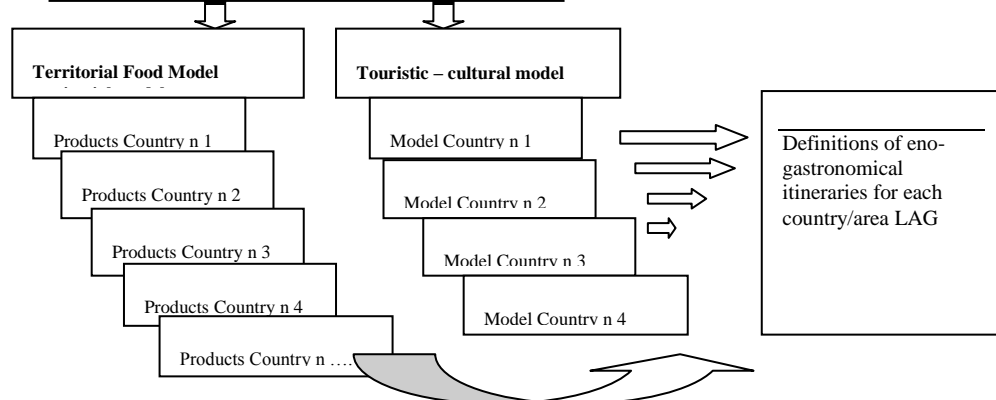 Territorial Food Model
Products Country n 1
Products Country n 2
Products Country n 3
Products Country n 4
Products Country n ….
Touristic – cultural model
Model Country n 1
Model Country n 2
Model Country n 3
Model Country n 4
Definitions of eno-
gastronomical
itineraries for each
country/area LAG